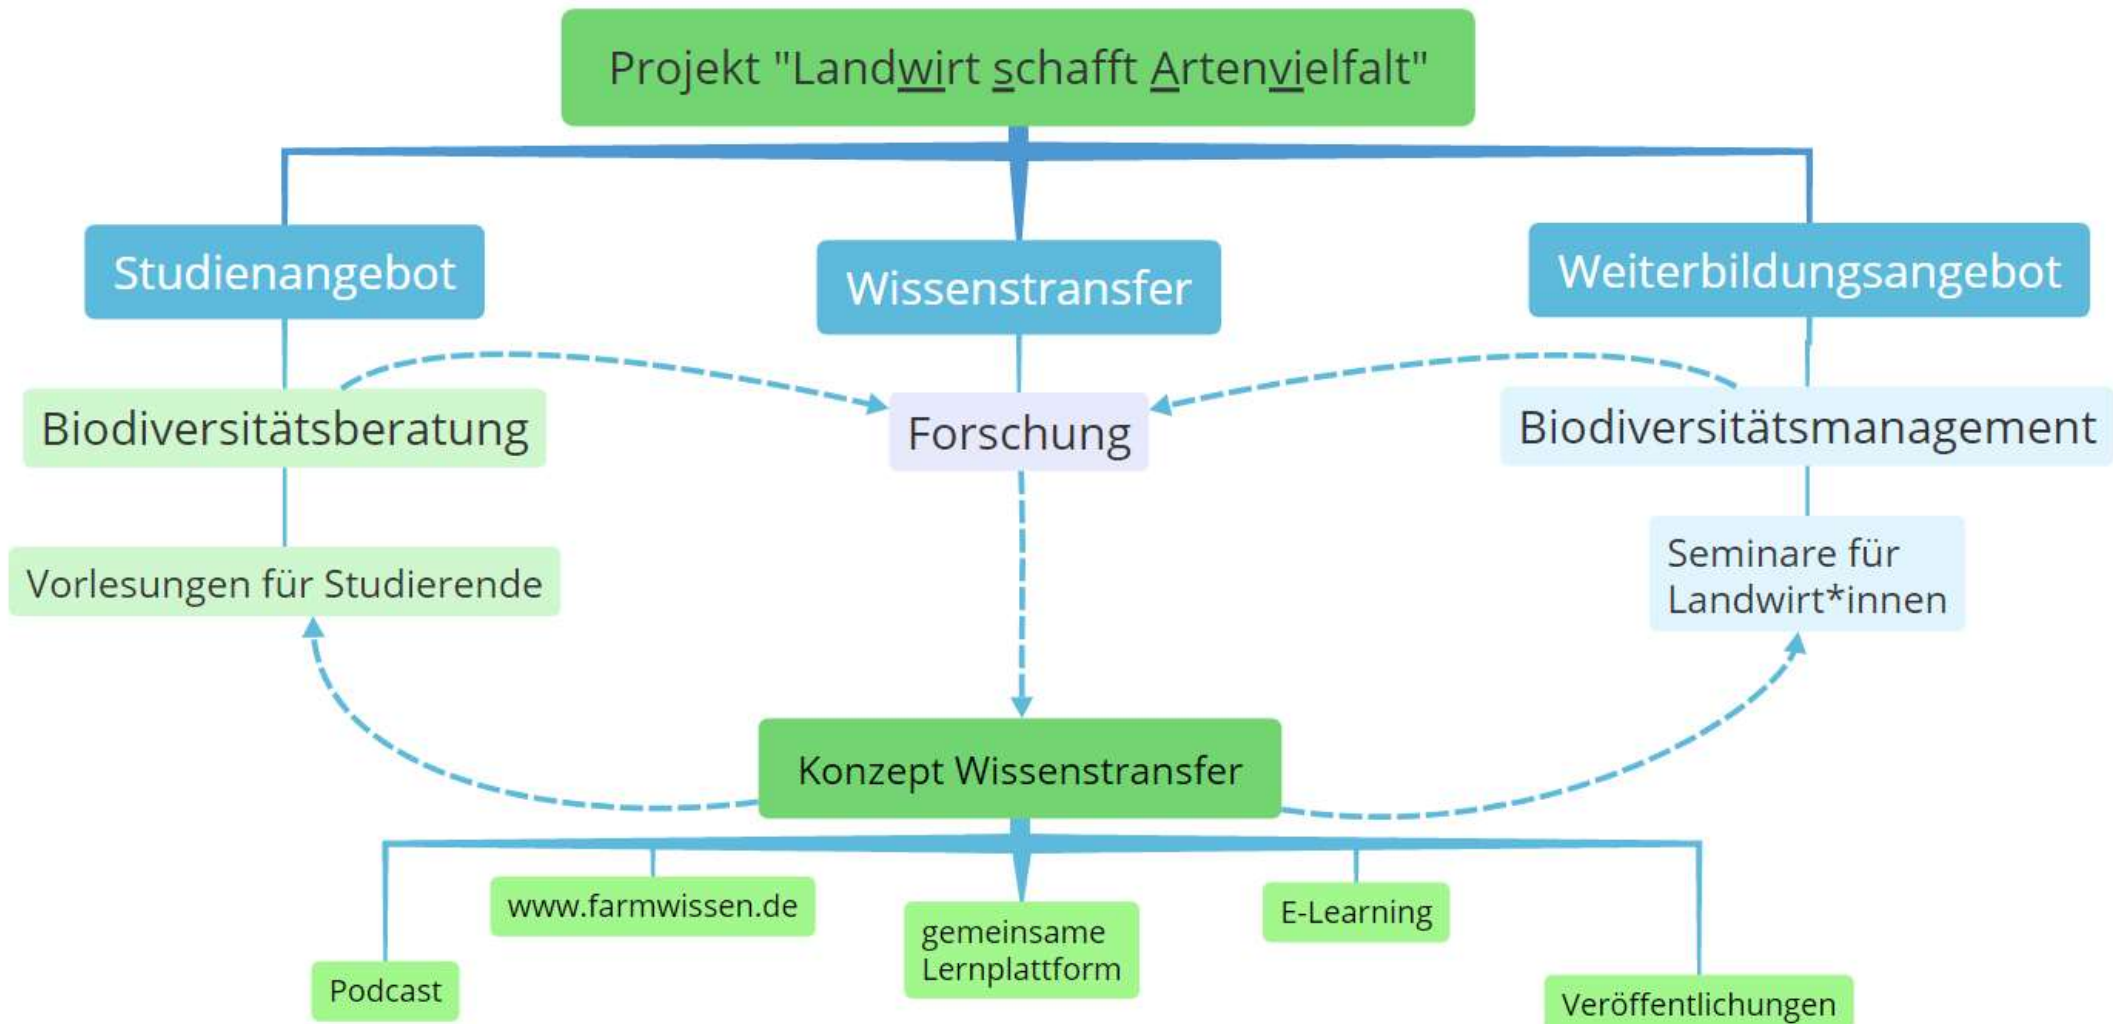 Projekt "Landwirt schafft Artenvielfalt"
Studienangebot
Wissenstransfer
Weiterbildungsangebot
Biodiversitätsberatung
Forschung
Biodiversitätsmanagement
Vorlesungen für Studierende
Seminare für
Landwirt*innen
Konzept Wissenstransfer
www.farmwissen.de
E-Learning
gemeinsame
Lernplattform
Podcast
Veröffentlichungen